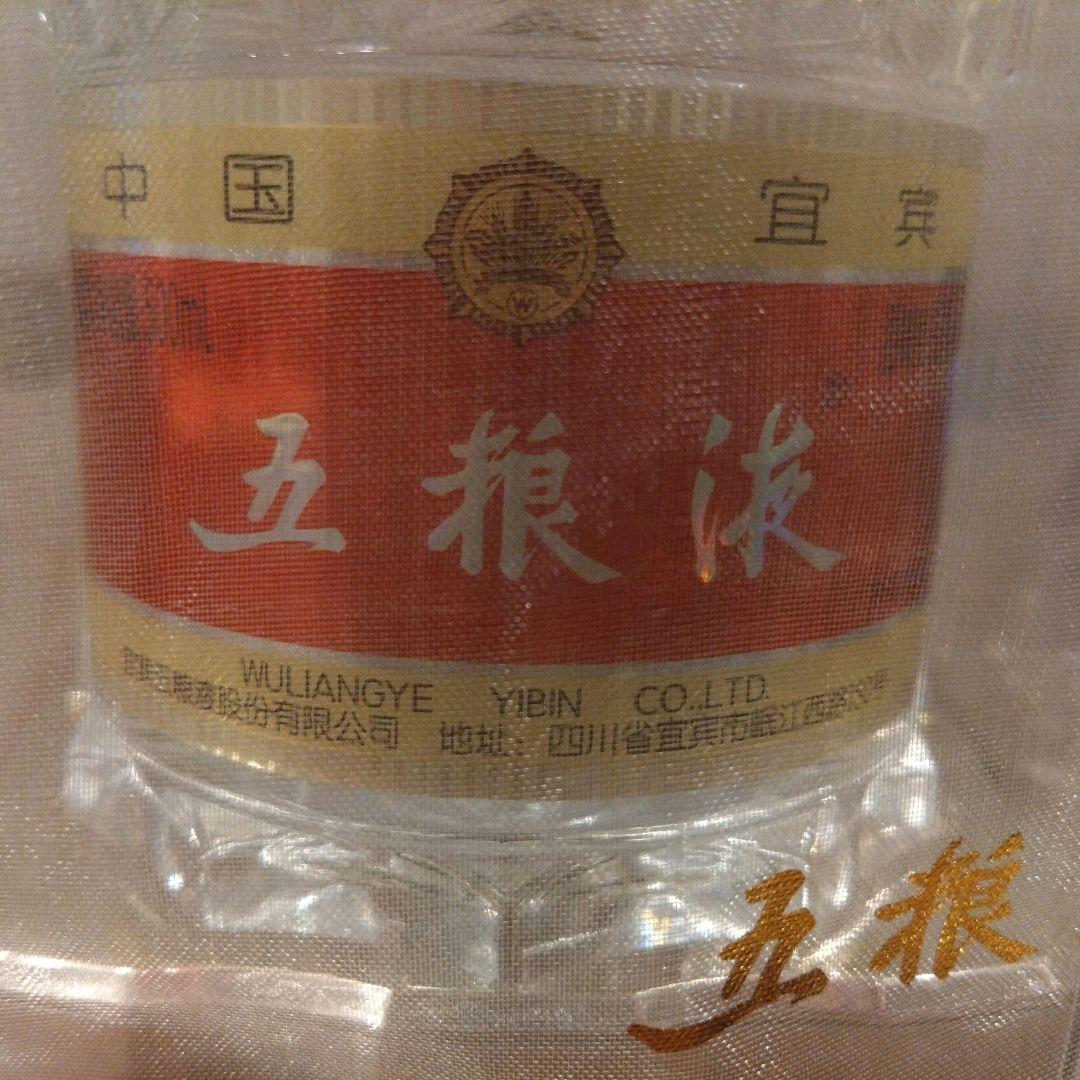 中国 宜宾
500mL
五粮液
WULIANGYE YIBIN CO.,LTD.
宜宾五粮液股份有限公司 地址:四川省宜宾市岷江西路150号
五粮